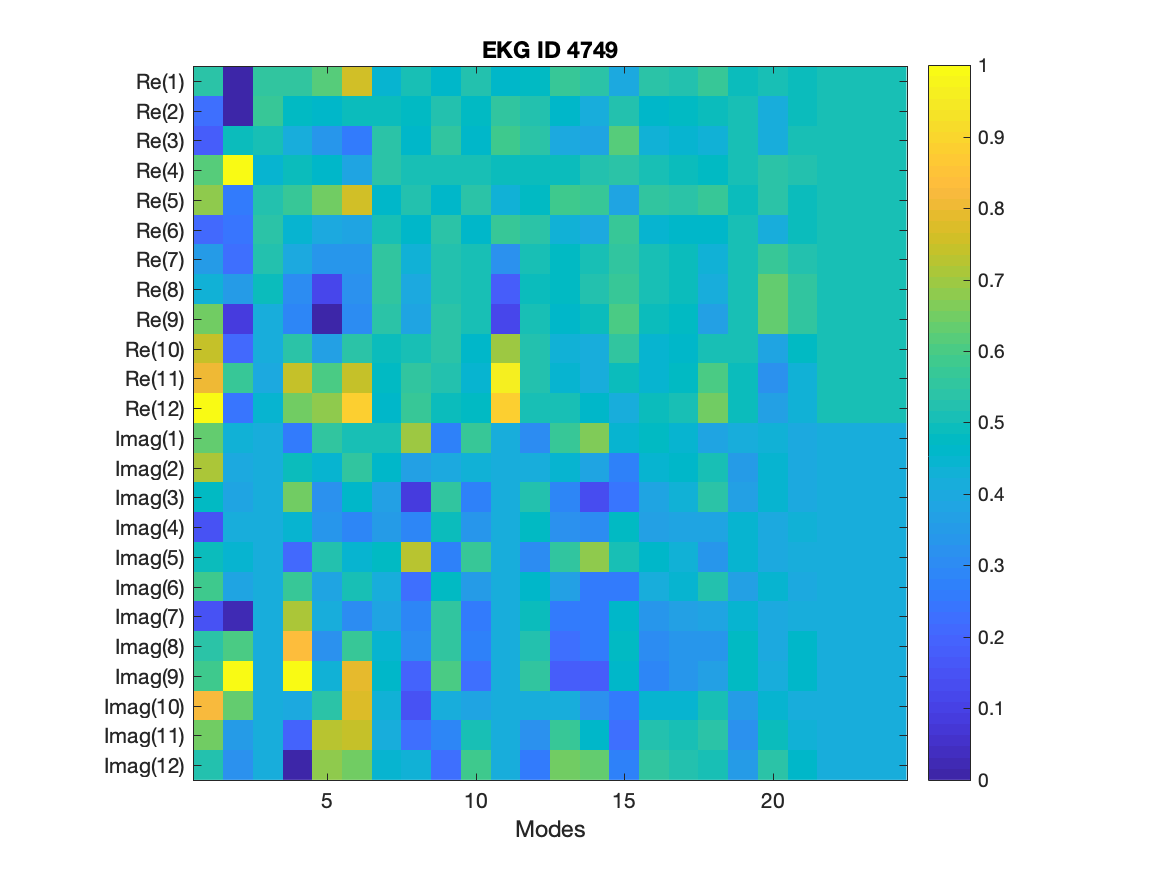 EKG ID 4749
Re(1)
Re(2)
Re(3)
Re(4)
Re(5)
Re(6)
Re(7)
Re(8)
Re(9)
Re(10)
Re(11)
Re(12)
Imag(1)
Imag(2)
Imag(3)
Imag(4)
Imag(5)
Imag(6)
Imag(7)
Imag(8)
Imag(9)
Imag(10)
Imag(11)
Imag(12)
5 10 15 20
Modes
1
0.9
0.8
0.7
0.6
0.5
0.4
0.3
0.2
0.1
0